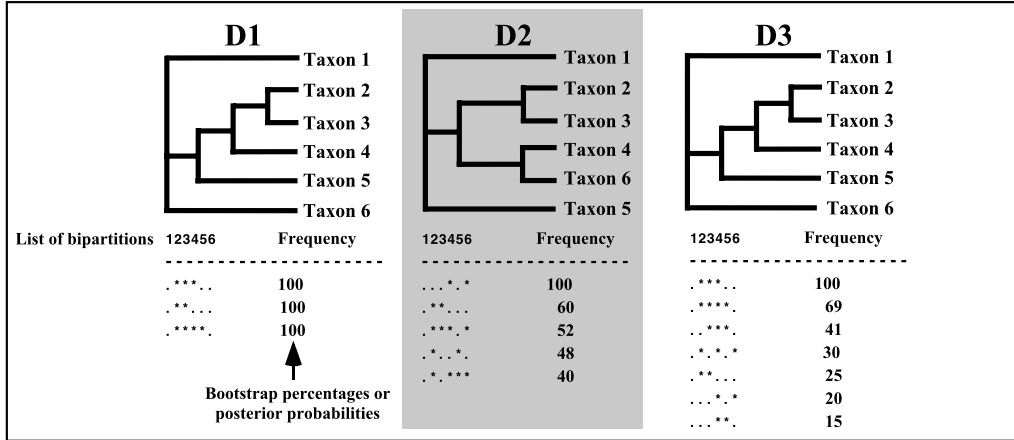 D1
Taxon 1
Taxon 2
Taxon 3
Taxon 4
Taxon 5
Taxon 6
D2
Taxon 1
Taxon 2
Taxon 3
Taxon 4
Taxon 6
Taxon 5
D3
Taxon 1
Taxon 2
Taxon 3
Taxon 4
Taxon 5
Taxon 6
List of bipartitions 123456 Frequency
.***.. 100
.**... 100
.****. 100
Bootstrap percentages or
posterior probabilities
123456 Frequency
...*.* 100
.**... 60
.***.* 52
.*..*. 48
.*.*** 40
123456 Frequency
.***.. 100
.****. 69
..***. 41
.*.*.* 30
.**... 25
...*.* 20
...**. 15